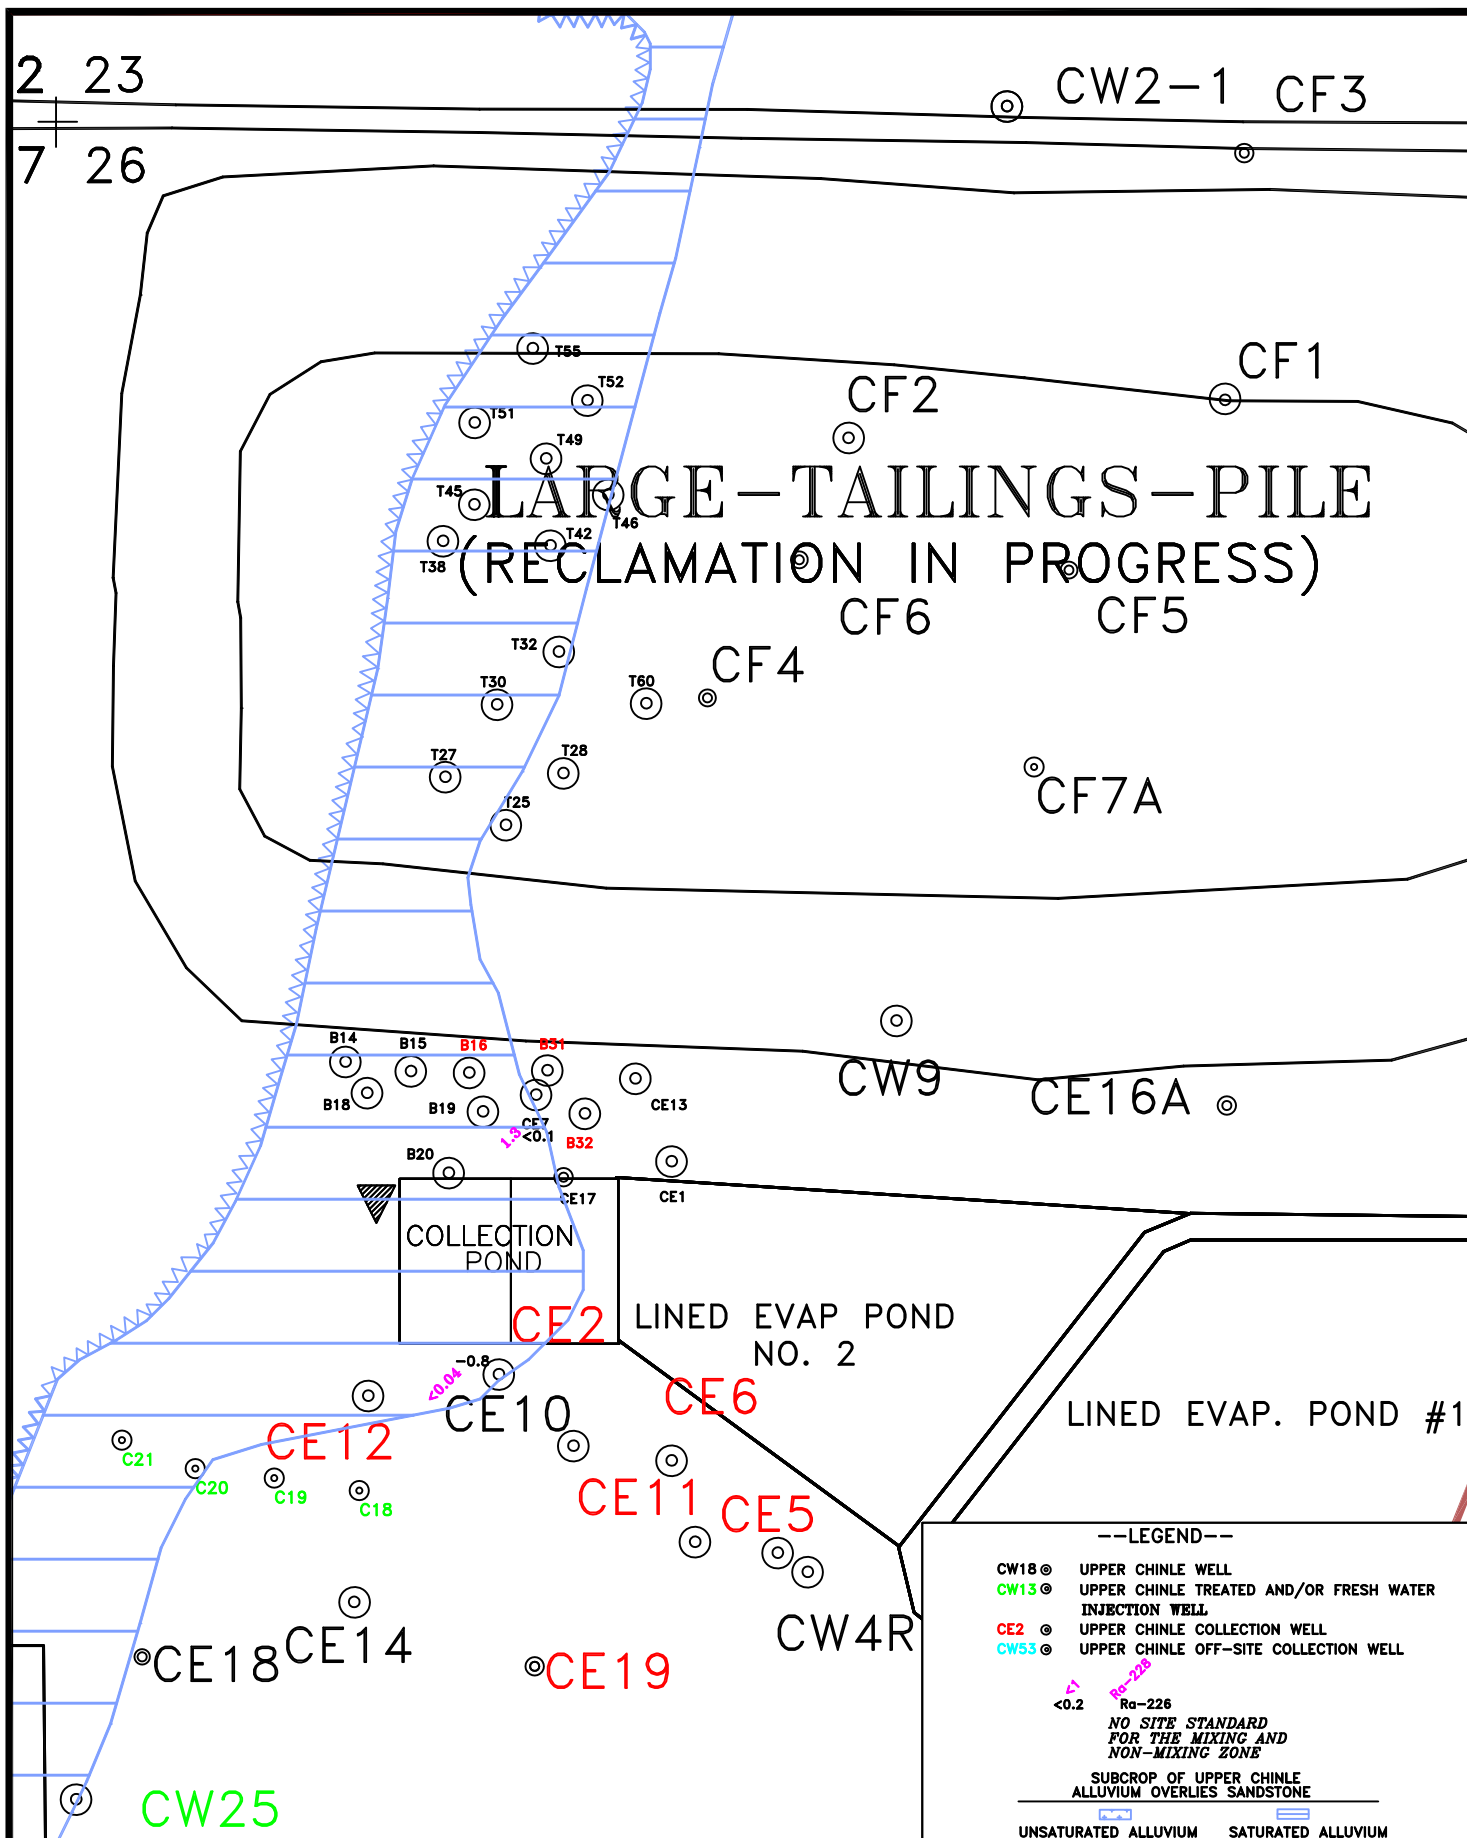 2 23
CW2-1
CF3
7 26
T55
CF1
T52
CF2
T51
T49
LARGE-TAILINGS-PILE
T45
T46
T42
T38
(RECLAMATION IN PROGRESS)
CF6
CF5
T32
CF4
T30
T60
T27
T28
CF7A
T25
B14
B15
B16
B31
CW9
CE16A
B18
B19
CE13
CE7
1.3
<0.1
B32
B20
CE17
CE1
COLLECTION
POND
CE2
LINED EVAP POND
NO. 2
-0.8
<0.04
CE6
CE10
LINED EVAP. POND #1
CE12
C21
C20
C19
C18
CE11
CE5
CW4R
CE14
CE18
CE19
CW25
--LEGEND--
CW18 UPPER CHINLE WELL
CW13 UPPER CHINLE TREATED AND/OR FRESH WATER
INJECTION WELL
CE2 UPPER CHINLE COLLECTION WELL
CW53 UPPER CHINLE OFF-SITE COLLECTION WELL
<1 Ra-228
<0.2 Ra-226
NO SITE STANDARD
FOR THE MIXING AND
NON-MIXING ZONE
SUBCROP OF UPPER CHINLE
ALLUVIUM OVERLIES SANDSTONE
UNSATURATED ALLUVIUM SATURATED ALLUVIUM